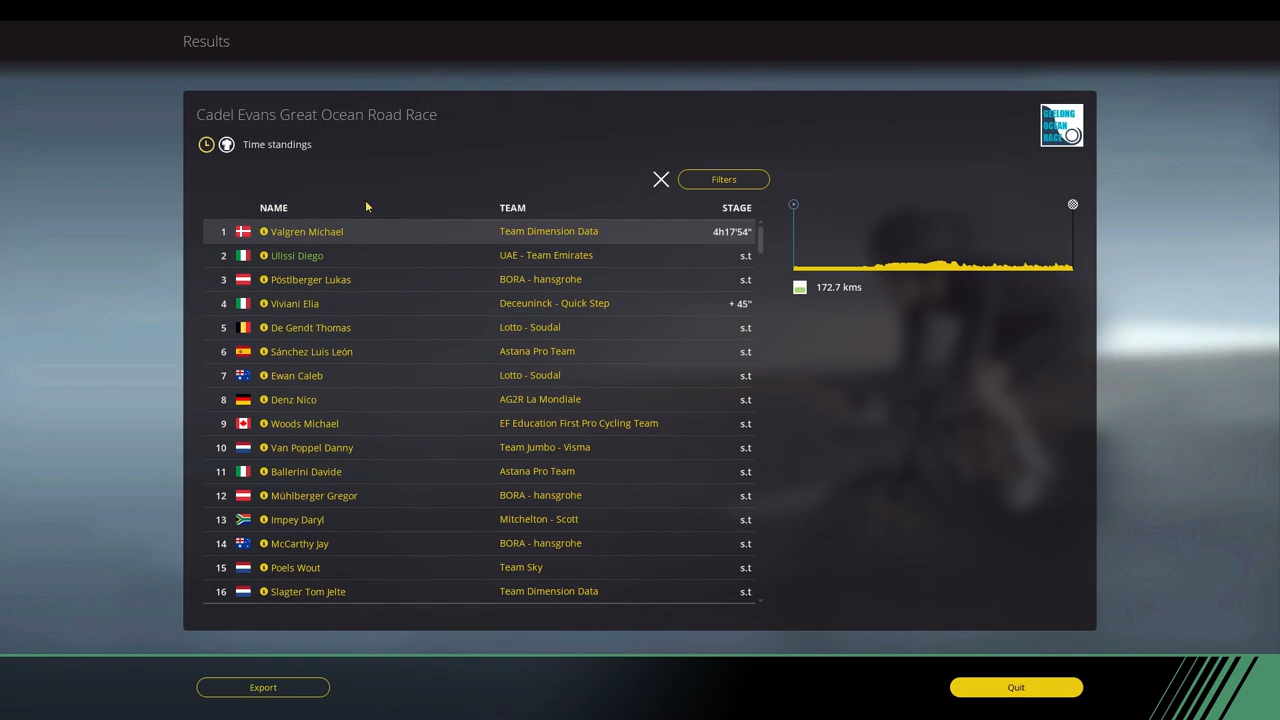 Results
Cadel Evans Great Ocean Road Race
GEELONG
OCEAN
RACE
Time standings
Filters
NAME TEAM STAGE
1 Valgren Michael Team Dimension Data 4h17'54"
2 Ulissi Diego UAE - Team Emirates s.t
3 Pöstlberger Lukas BORA - hansgrohe s.t
4 Viviani Elia Deceuninck - Quick Step + 45"
5 De Gendt Thomas Lotto - Soudal s.t
6 Sánchez Luis León Astana Pro Team s.t
7 Ewan Caleb Lotto - Soudal s.t
8 Denz Nico AG2R La Mondiale s.t
9 Woods Michael EF Education First Pro Cycling Team s.t
10 Van Poppel Danny Team Jumbo - Visma s.t
11 Ballerini Davide Astana Pro Team s.t
12 Mühlberger Gregor BORA - hansgrohe s.t
13 Impey Daryl Mitchelton - Scott s.t
14 McCarthy Jay BORA - hansgrohe s.t
15 Poels Wout Team Sky s.t
16 Slagter Tom Jelte Team Dimension Data s.t
172.7 kms
Export
Quit